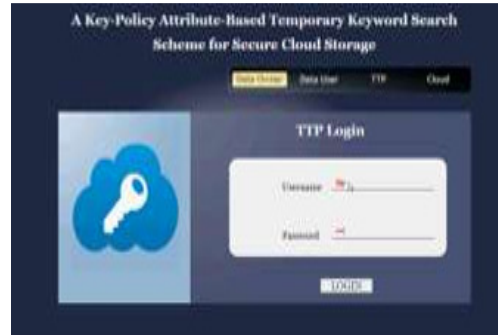 A Key-Policy Attribute-Based Temporary Keyword Search
Scheme for Secure Cloud Storage
Data Owner Data User TTP Cloud
TTP Login
Username
Password
LOGIN